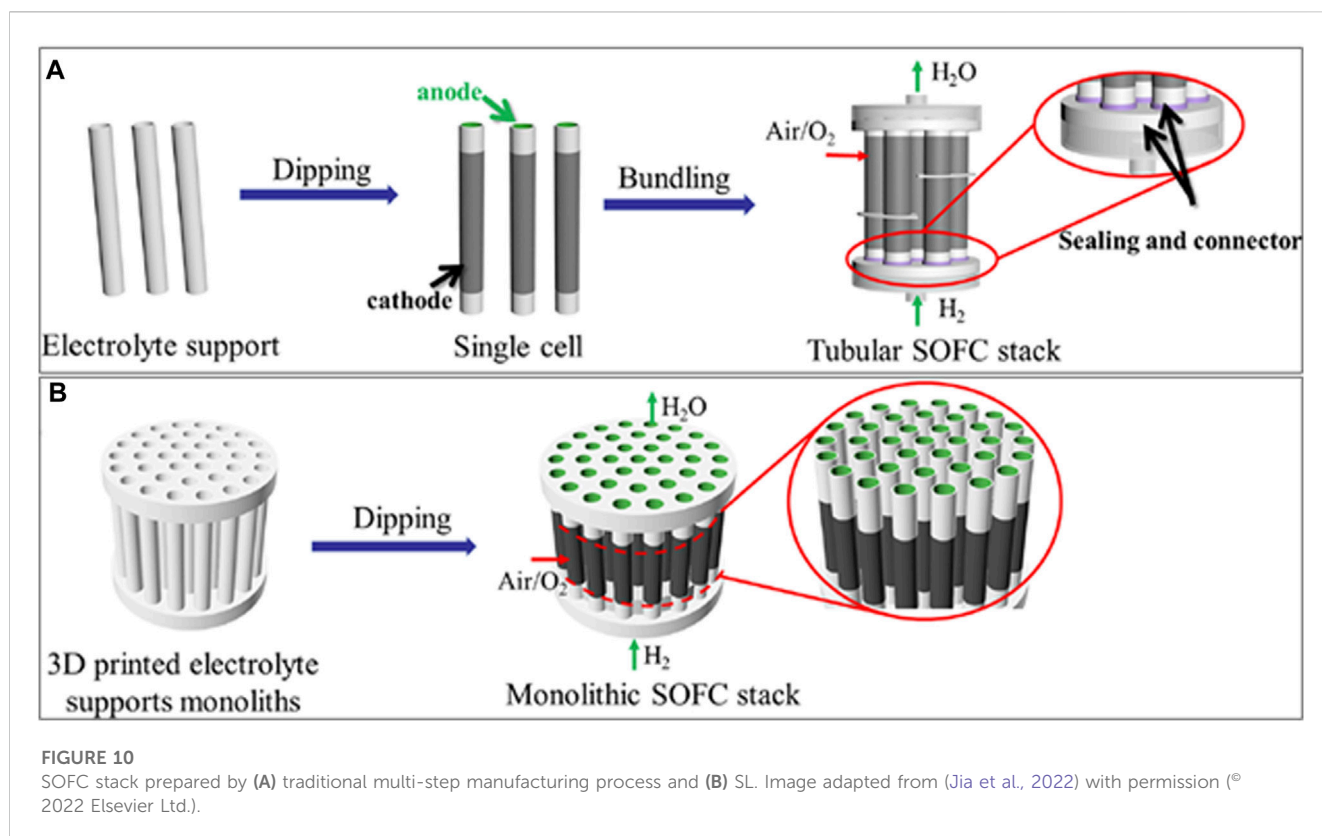 A
anode
H₂O
Air/O₂
Dipping
Bundling
Sealing and connector
cathode
H₂
Electrolyte support
Single cell
Tubular SOFC stack
B
H₂O
Dipping
Air/O₂
H₂
3D printed electrolyte
supports monoliths
Monolithic SOFC stack
FIGURE 10
SOFC stack prepared by (A) traditional multi-step manufacturing process and (B) SL. Image adapted from (Jia et al., 2022) with permission (©
2022 Elsevier Ltd.).